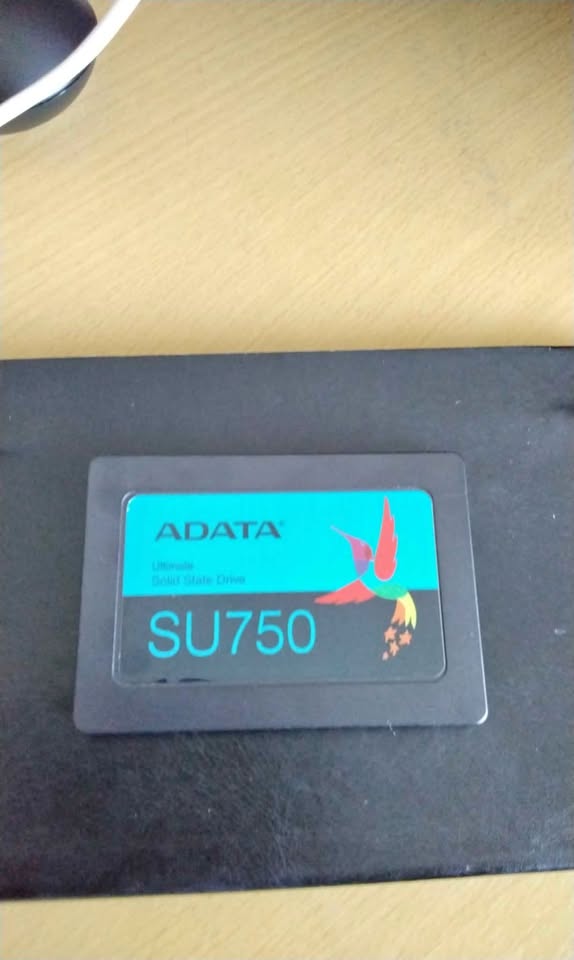 ADATA®
Ultimate
Solid State Drive
SU750